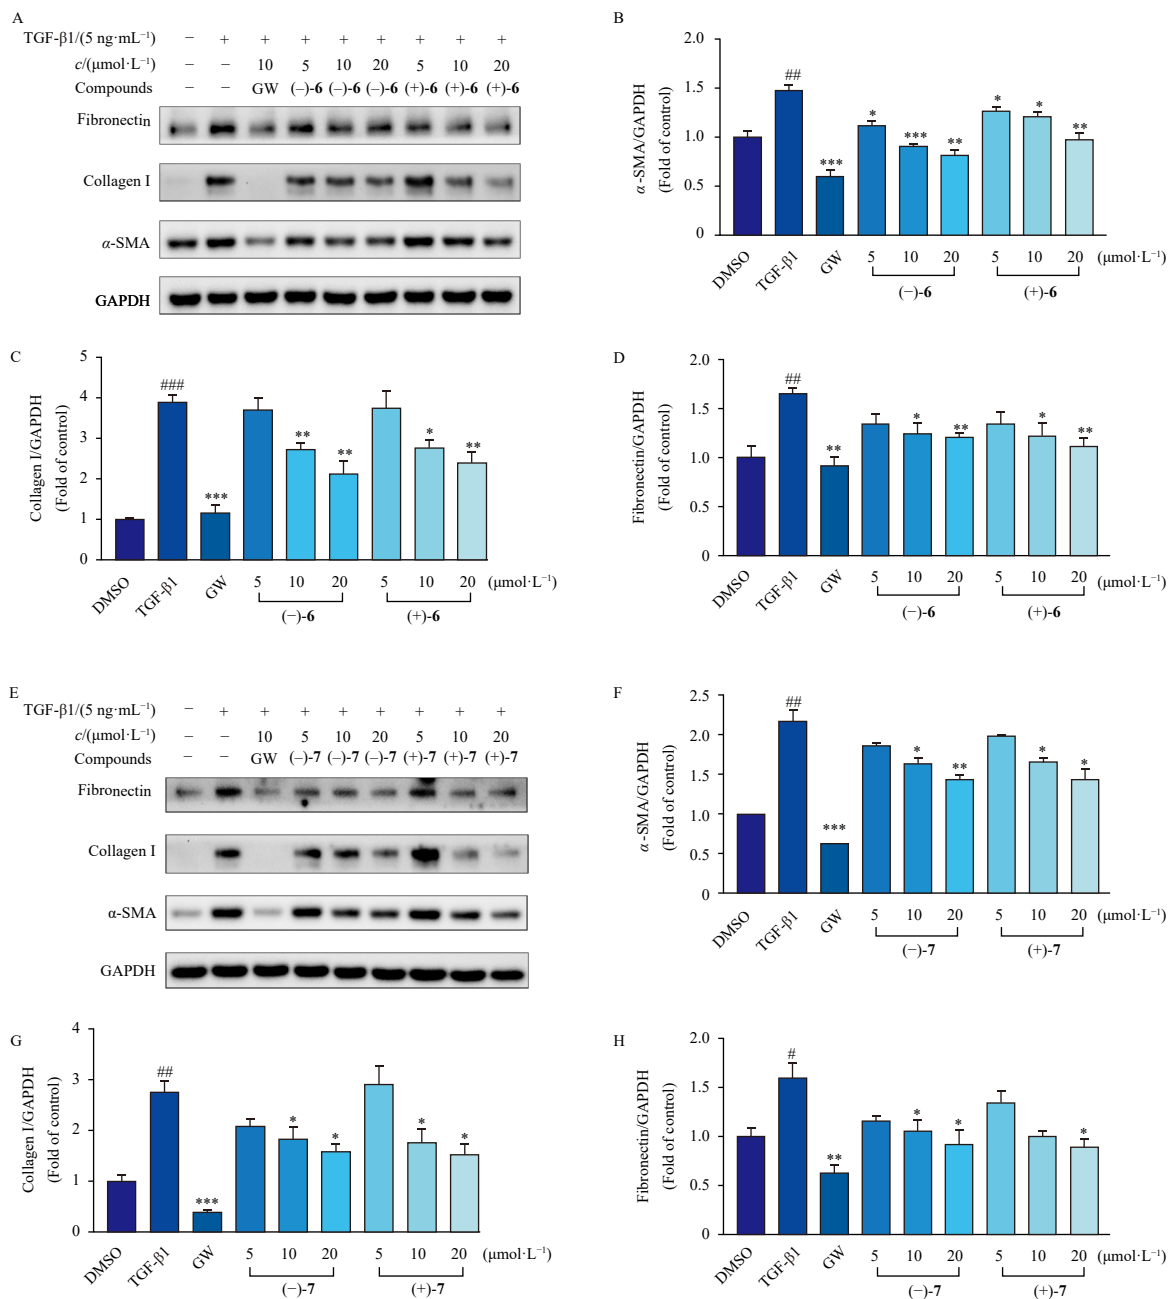 A
TGF-β1/(5 ng·mL⁻¹) − + + + + + + + +
c/(μmol·L⁻¹) − − 10 5 10 20 5 10 20
Compounds − − GW (−)-6 (−)-6 (−)-6 (+)-6 (+)-6 (+)-6
Fibronectin
Collagen I
α-SMA
GAPDH
B
α-SMA/GAPDH
(Fold of control)
2.0
1.5
1.0
0.5
0
## *** * *** ** * * **
DMSO TGF-β1 GW 5 10 20 5 10 20 (μmol·L⁻¹)
(−)-6 (+)-6
C
Collagen I/GAPDH
(Fold of control)
5
4
3
2
1
0
### *** ** ** * **
DMSO TGF-β1 GW 5 10 20 5 10 20 (μmol·L⁻¹)
(−)-6 (+)-6
D
Fibronectin/GAPDH
(Fold of control)
2.0
1.5
1.0
0.5
0
## ** * ** * **
DMSO TGF-β1 GW 5 10 20 5 10 20 (μmol·L⁻¹)
(−)-6 (+)-6
E
TGF-β1/(5 ng·mL⁻¹) − + + + + + + + +
c/(μmol·L⁻¹) − − 10 5 10 20 5 10 20
Compounds − − GW (−)-7 (−)-7 (−)-7 (+)-7 (+)-7 (+)-7
Fibronectin
Collagen I
α-SMA
GAPDH
F
α-SMA/GAPDH
(Fold of control)
2.5
2.0
1.5
1.0
0.5
0
## *** * ** * *
DMSO TGF-β1 GW 5 10 20 5 10 20 (μmol·L⁻¹)
(−)-7 (+)-7
G
Collagen I/GAPDH
(Fold of control)
4
3
2
1
0
## *** * * * *
DMSO TGF-β1 GW 5 10 20 5 10 20 (μmol·L⁻¹)
(−)-7 (+)-7
H
Fibronectin/GAPDH
(Fold of control)
2.0
1.5
1.0
0.5
0
# ** * * *
DMSO TGF-β1 GW 5 10 20 5 10 20 (μmol·L⁻¹)
(−)-7 (+)-7